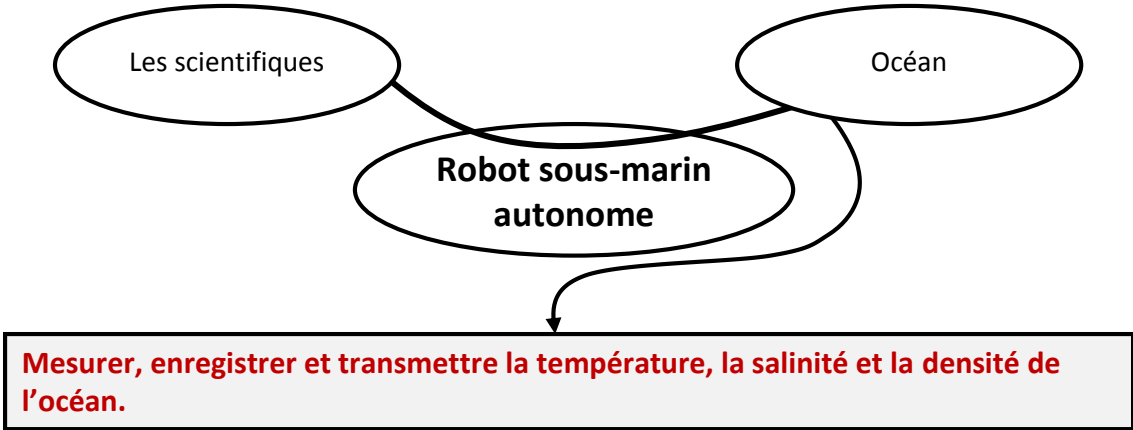 Les scientifiques
Océan
Robot sous-marin
autonome
Mesurer, enregistrer et transmettre la température, la salinité et la densité de
l’océan.